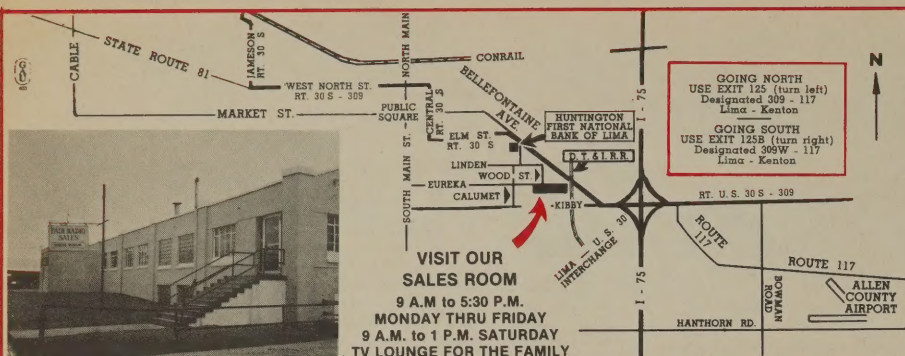 CABLE
STATE ROUTE 81
JAMESON
RT. 30 S
NORTH MAIN
CONRAIL
N
WEST NORTH ST.
RT. 30 S - 309
CENTRAL
RT. 30 S
BELLEFONTAINE
AVE
MARKET ST.
PUBLIC
SQUARE
HUNTINGTON
FIRST NATIONAL
BANK OF LIMA
ELM ST.
RT. 30 S
D. T. & I. R.R.
LINDEN
WOOD ST.
EUREKA
CALUMET
SOUTH MAIN ST.
KIBBY
LIMA - U.S. 30
INTERCHANGE
I - 75
I - 75
GOING NORTH
USE EXIT 125 (turn left)
Designated 309 - 117
Lima - Kenton
GOING SOUTH
USE EXIT 125B (turn right)
Designated 309W - 117
Lima - Kenton
RT. U.S. 30 S - 309
ROUTE
117
ROUTE 117
BOWMAN
ROAD
ALLEN
COUNTY
AIRPORT
HANTHORN RD.
FAIR RADIO
SALES
VISIT OUR
SALES ROOM
9 A.M to 5:30 P.M.
MONDAY THRU FRIDAY
9 A.M. to 1 P.M. SATURDAY
TV LOUNGE FOR THE FAMILY